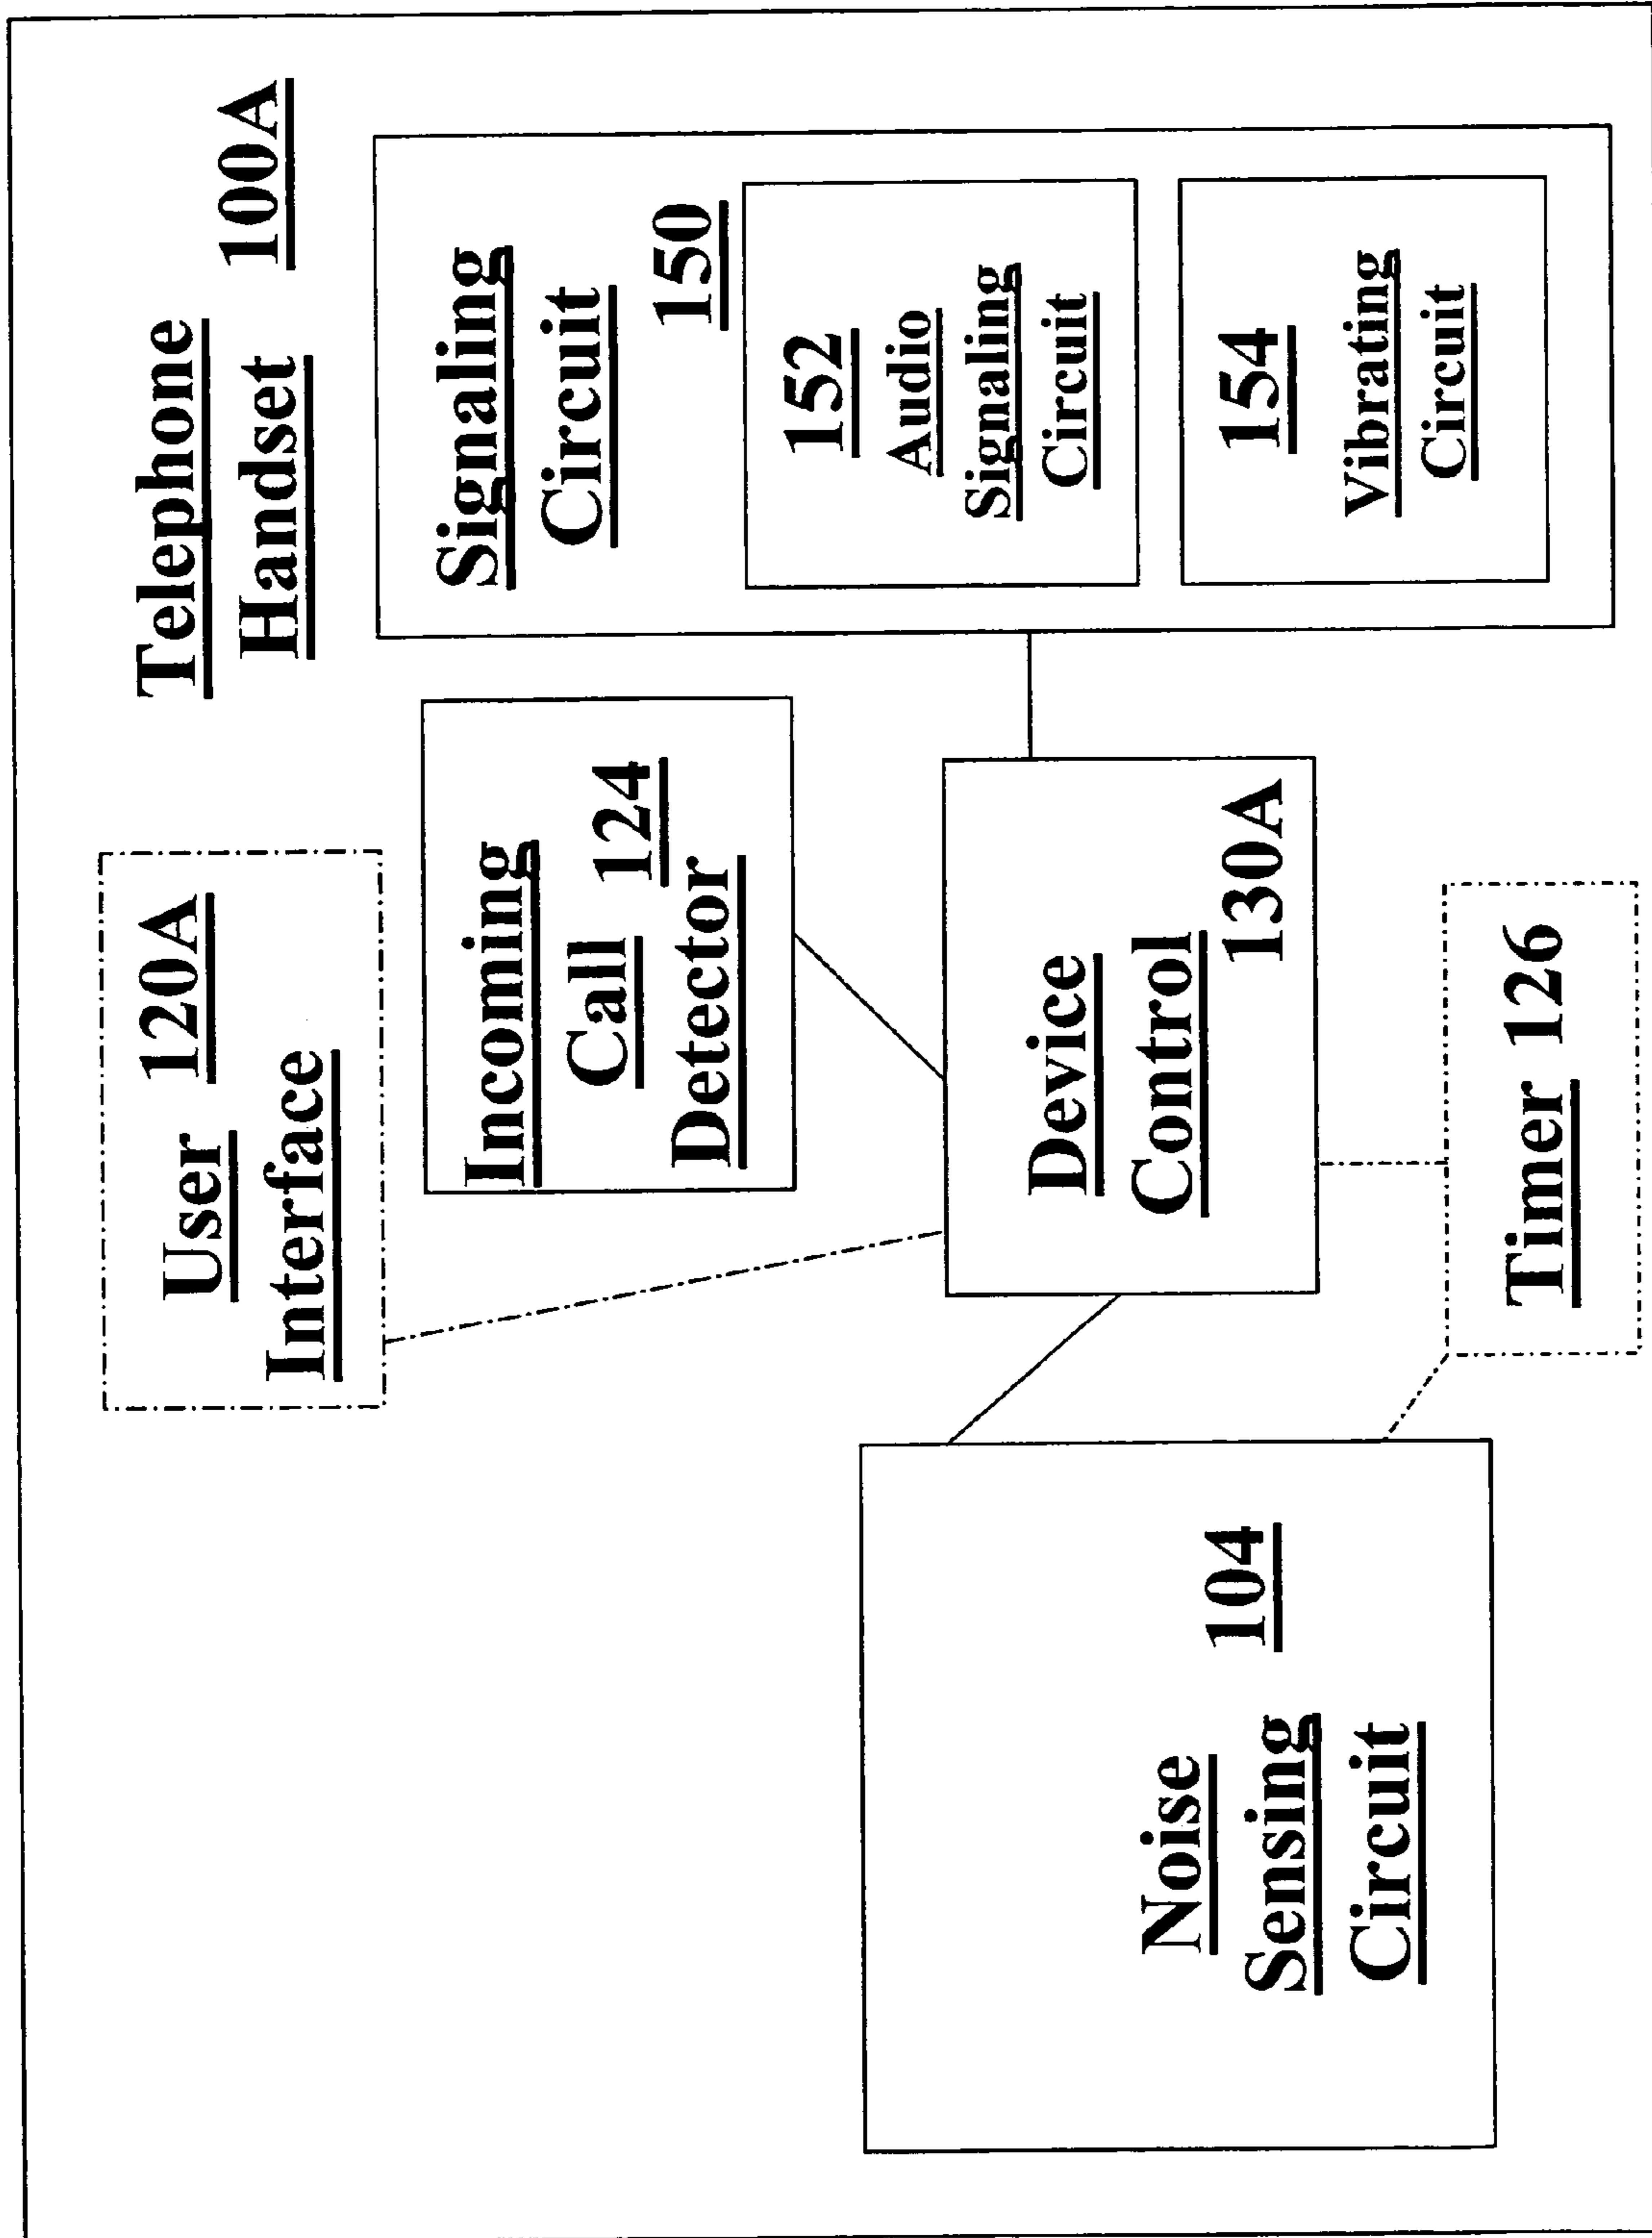 Telephone
Handset 100A
User 120A
Interface
Incoming
Call 124
Detector
Signaling
Circuit
150
152
Audio
Signaling
Circuit
154
Vibrating
Circuit
Device
Control
130A
Noise
Sensing 104
Circuit
Timer 126